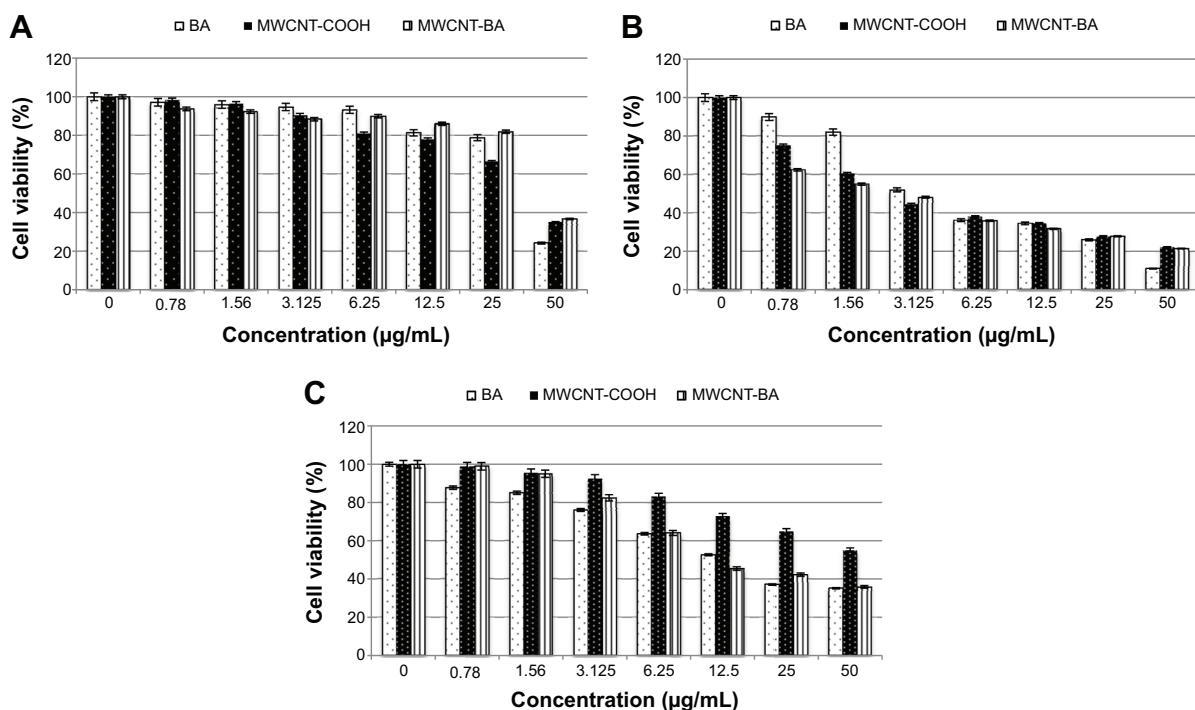 A
BA MWCNT-COOH MWCNT-BA
120
100
80
60
40
20
0
Cell viability (%)
0 0.78 1.56 3.125 6.25 12.5 25 50
Concentration (µg/mL)
B
BA MWCNT-COOH MWCNT-BA
120
100
80
60
40
20
0
Cell viability (%)
0 0.78 1.56 3.125 6.25 12.5 25 50
Concentration (µg/mL)
C
BA MWCNT-COOH MWCNT-BA
120
100
80
60
40
20
0
Cell viability (%)
0 0.78 1.56 3.125 6.25 12.5 25 50
Concentration (µg/mL)